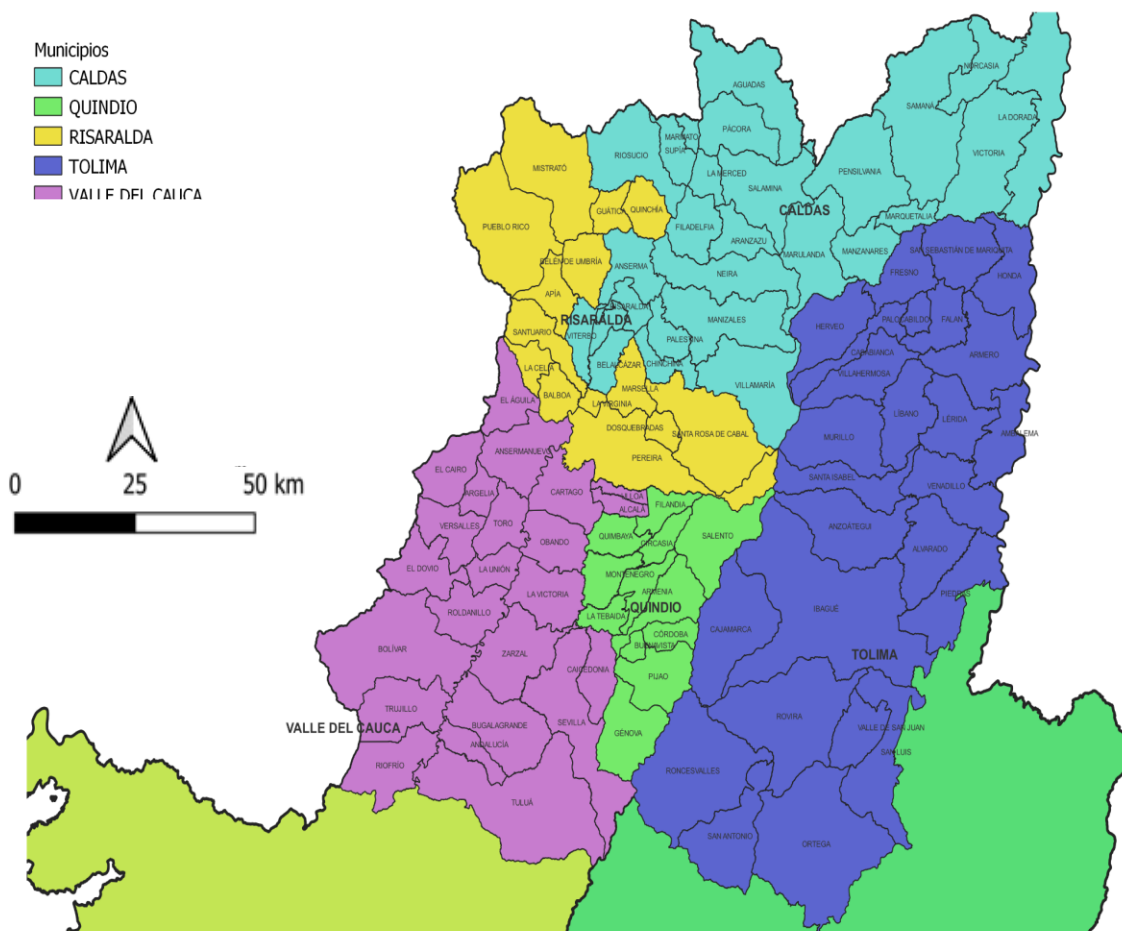 Municipios
CALDAS
QUINDIO
RISARALDA
TOLIMA
VALLE DEL CAUCA
0 25 50 km
AGUADAS
NORCASIA
SAMANÁ
LA DORADA
PÁCORA
MARMATO
SUPÍA
RIOSUCIO
VICTORIA
MISTRATÓ
LA MERCED
PENSILVANIA
SALAMINA
CALDAS
GUÁTICA
QUINCHÍA
MARQUETALIA
PUEBLO RICO
FILADELFIA
ARANZAZU
MARULANDA
MANZANARES
SAN SEBASTIÁN DE MARIQUITA
BELÉN DE UMBRÍA
ANSERMA
NEIRA
FRESNO
HONDA
APÍA
RISARALDA
RISARALDA
MANIZALES
PALOCABILDO
FALAN
SANTUARIO
VITERBO
PALESTINA
HERVEO
CASABIANCA
ARMERO
BELALCÁZAR
CHINCHINÁ
LA CELIA
VILLAHERMOSA
MARSELLA
VILLAMARÍA
BALBOA
EL ÁGUILA
LA VIRGINIA
LÍBANO
LÉRIDA
DOSQUEBRADAS
SANTA ROSA DE CABAL
MURILLO
AMBALEMA
ANSERMANUEVO
PEREIRA
EL CAIRO
SANTA ISABEL
VENADILLO
ARGELIA
CARTAGO
ULLOA
ALCALÁ
FILANDIA
VERSALLES
TORO
ANZOÁTEGUI
QUIMBAYA
CIRCASIA
SALENTO
OBANDO
ALVARADO
EL DOVIO
LA UNIÓN
MONTENEGRO
LA VICTORIA
ARMENIA
PIEDRAS
ROLDANILLO
QUINDIO
LA TEBAIDA
IBAGUÉ
CAJAMARCA
CÓRDOBA
BUENAVISTA
BOLÍVAR
ZARZAL
TOLIMA
CAICEDONIA
PIJAO
TRUJILLO
ROVIRA
VALLE DEL CAUCA
BUGALAGRANDE
SEVILLA
VALLE DE SAN JUAN
GÉNOVA
ANDALUCÍA
SAN LUIS
RIOFRÍO
RONCESVALLES
TULUÁ
SAN ANTONIO
ORTEGA